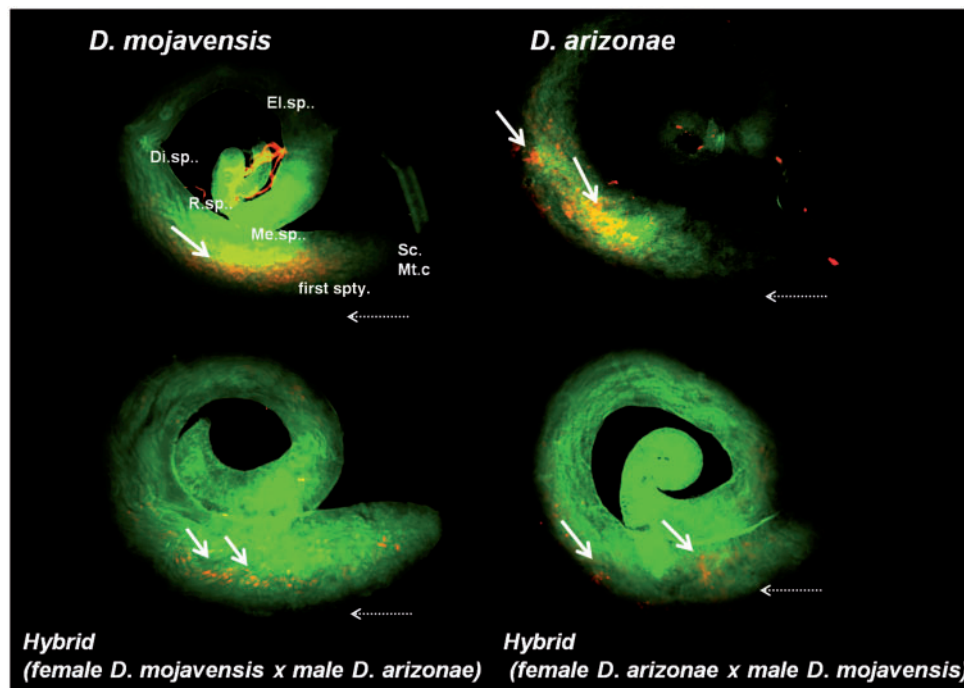 D. mojavensis
D. arizonae
El.sp..
Di.sp..
R.sp..
Me.sp..
Sc.
Mt.c
first spty.
Hybrid
(female D. mojavensis x male D. arizonae)
Hybrid
(female D. arizonae x male D. mojavensis)